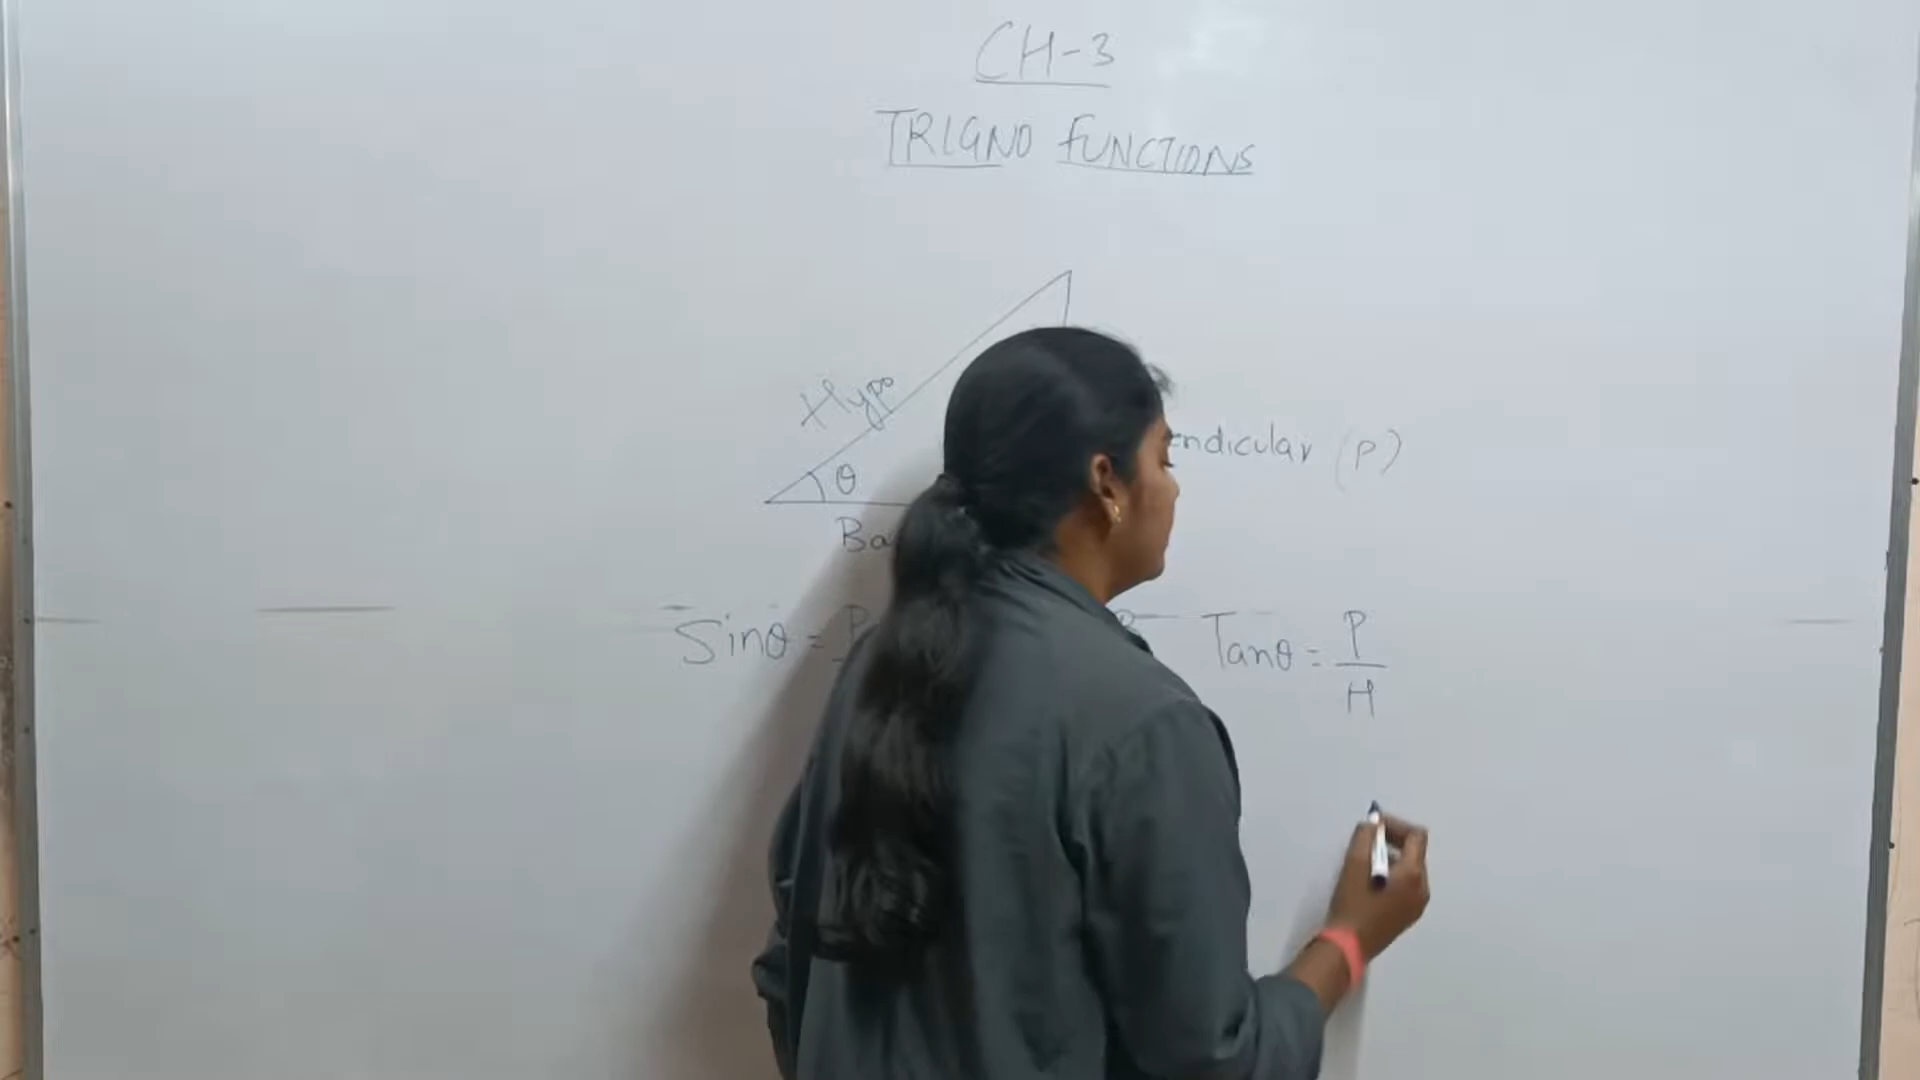 CH-3
TRIGNO FUNCTIONS
Hypo
endicular (P)
θ
Ba
Sinθ = P Tanθ = P
H